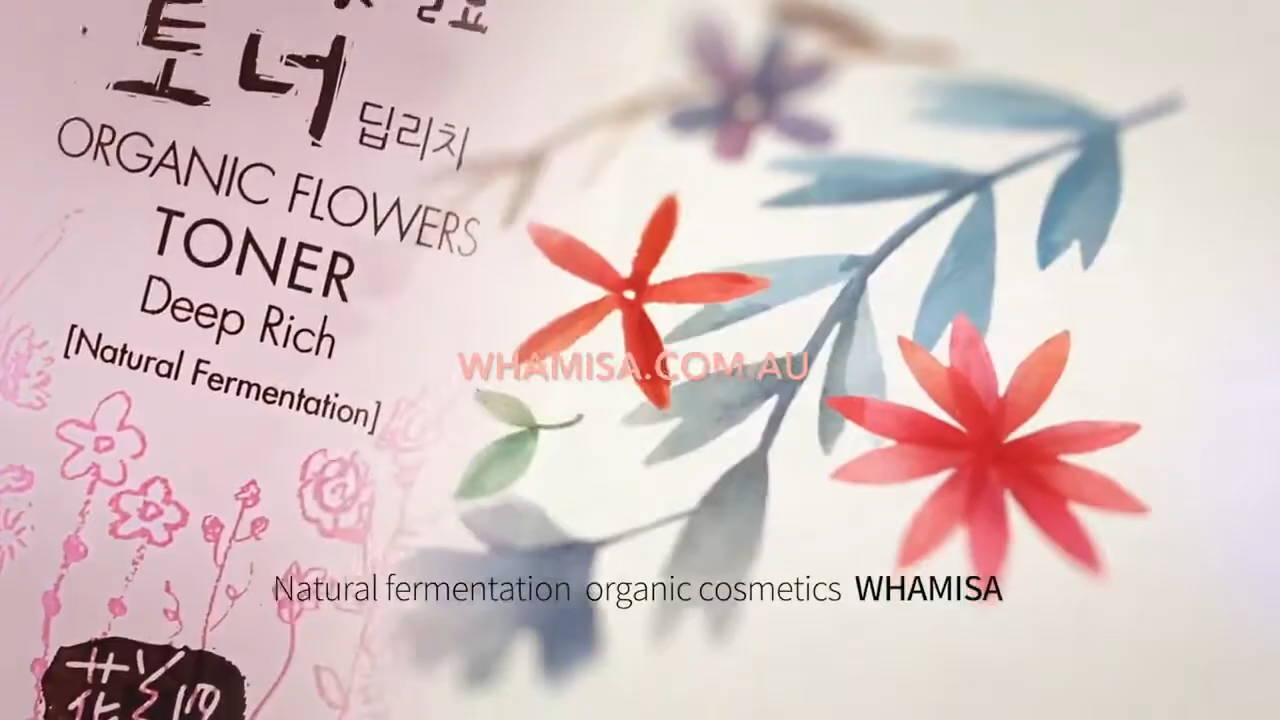 토너 딥리치
ORGANIC FLOWERS
TONER
Deep Rich
[Natural Fermentation]
WHAMISA.COM.AU
Natural fermentation organic cosmetics WHAMISA